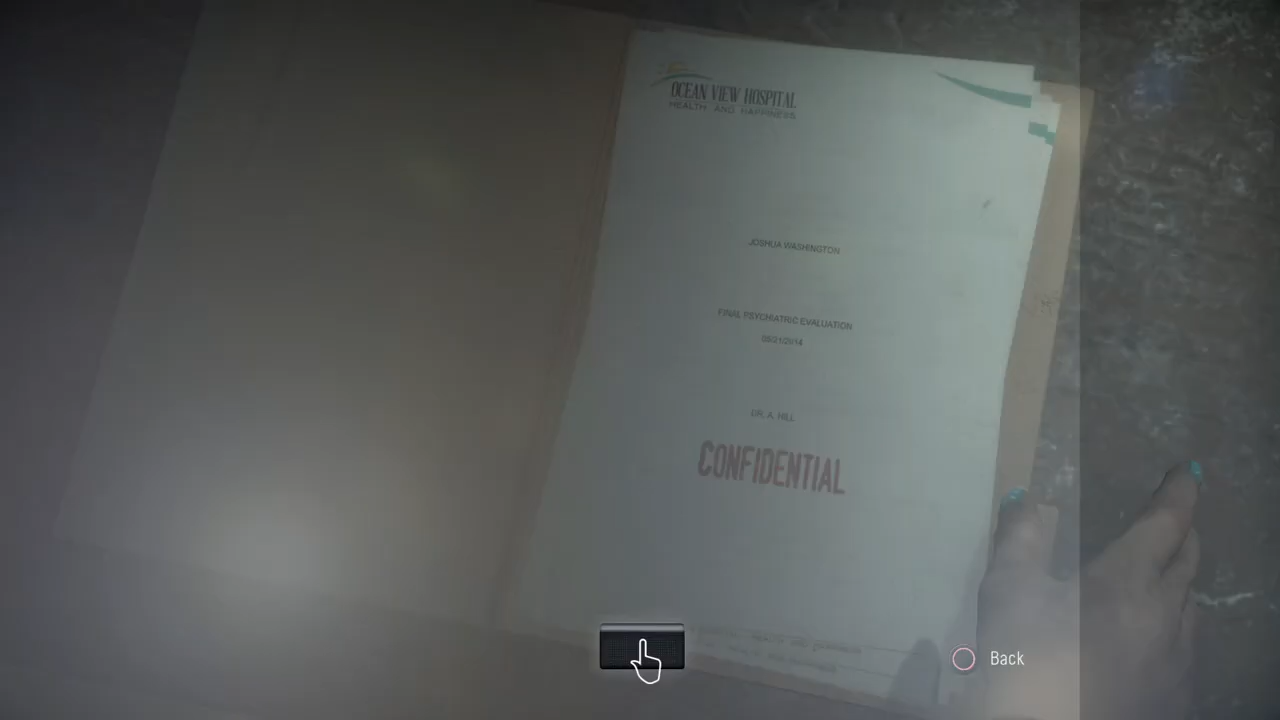 OCEAN VIEW HOSPITAL
HEALTH AND HAPPINESS
JOSHUA WASHINGTON
FINAL PSYCHIATRIC EVALUATION
DR. A. HILL
CONFIDENTIAL
Back